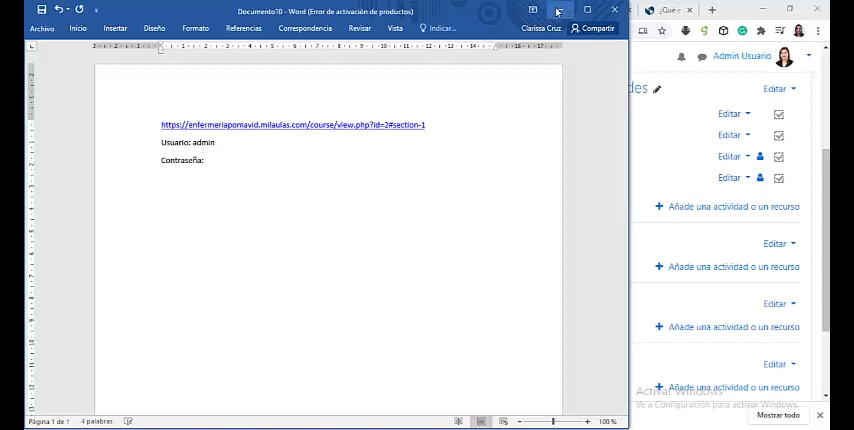 Documento10 - Word (Error de activación de productos)
Archivo Inicio Insertar Diseño Formato Referencias Correspondencia Revisar Vista Indicar... Clarissa Cruz Compartir
https://enfermeriapomavid.milaulas.com/course/view.php?id=2#section-1
Usuario: admin
Contraseña:
Página 1 de 1 4 palabras 100 %
¿Qué e
Admin Usuario
des Editar
Editar
Editar
Editar
Editar
+ Añade una actividad o un recurso
Editar
+ Añade una actividad o un recurso
Editar
+ Añade una actividad o un recurso
Editar
+ Añade una actividad o un recurso
Activar Windows
Ve a Configuración para activar Windows.
Mostrar todo